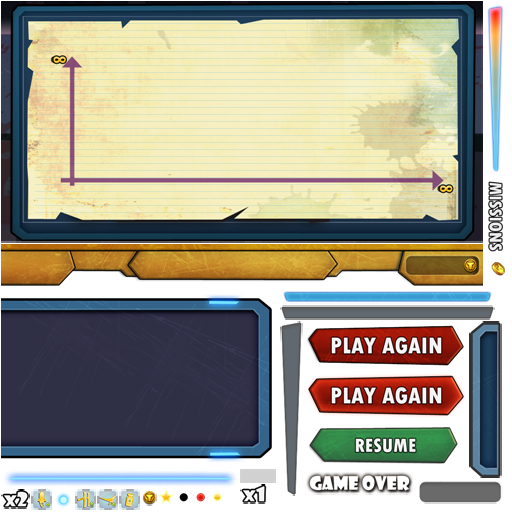 ∞
∞
MISSIONS
PLAY AGAIN
PLAY AGAIN
RESUME
GAME OVER
x2
x1